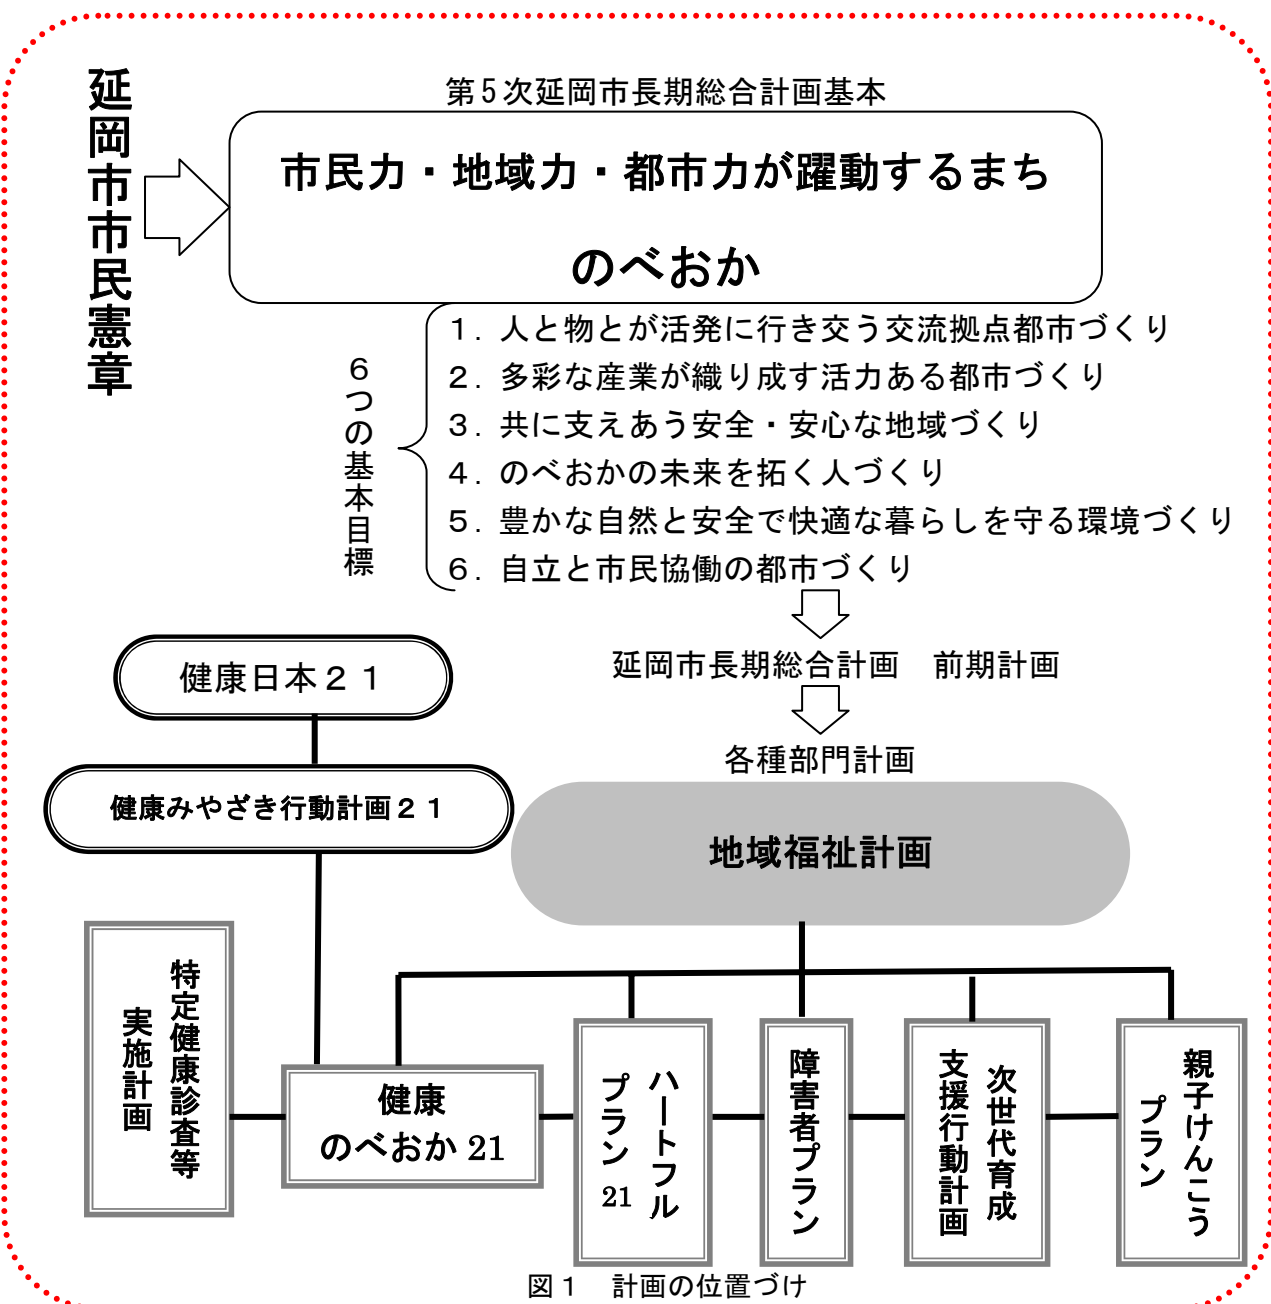 延岡市市民憲章
第5次延岡市長期総合計画基本
市民力・地域力・都市力が躍動するまち
のべおか
6つの基本目標
1. 人と物とが活発に行き交う交流拠点都市づくり
2. 多彩な産業が織り成す活力ある都市づくり
3. 共に支えあう安全・安心な地域づくり
4. のべおかの未来を拓く人づくり
5. 豊かな自然と安全で快適な暮らしを守る環境づくり
6. 自立と市民協働の都市づくり
延岡市長期総合計画　前期計画
各種部門計画
健康日本21
健康みやざき行動計画21
地域福祉計画
特定健康診査等
実施計画
健康
のべおか 21
ハートフル
プラン 21
障害者プラン
次世代育成
支援行動計画
親子けんこう
プラン
図1　計画の位置づけ